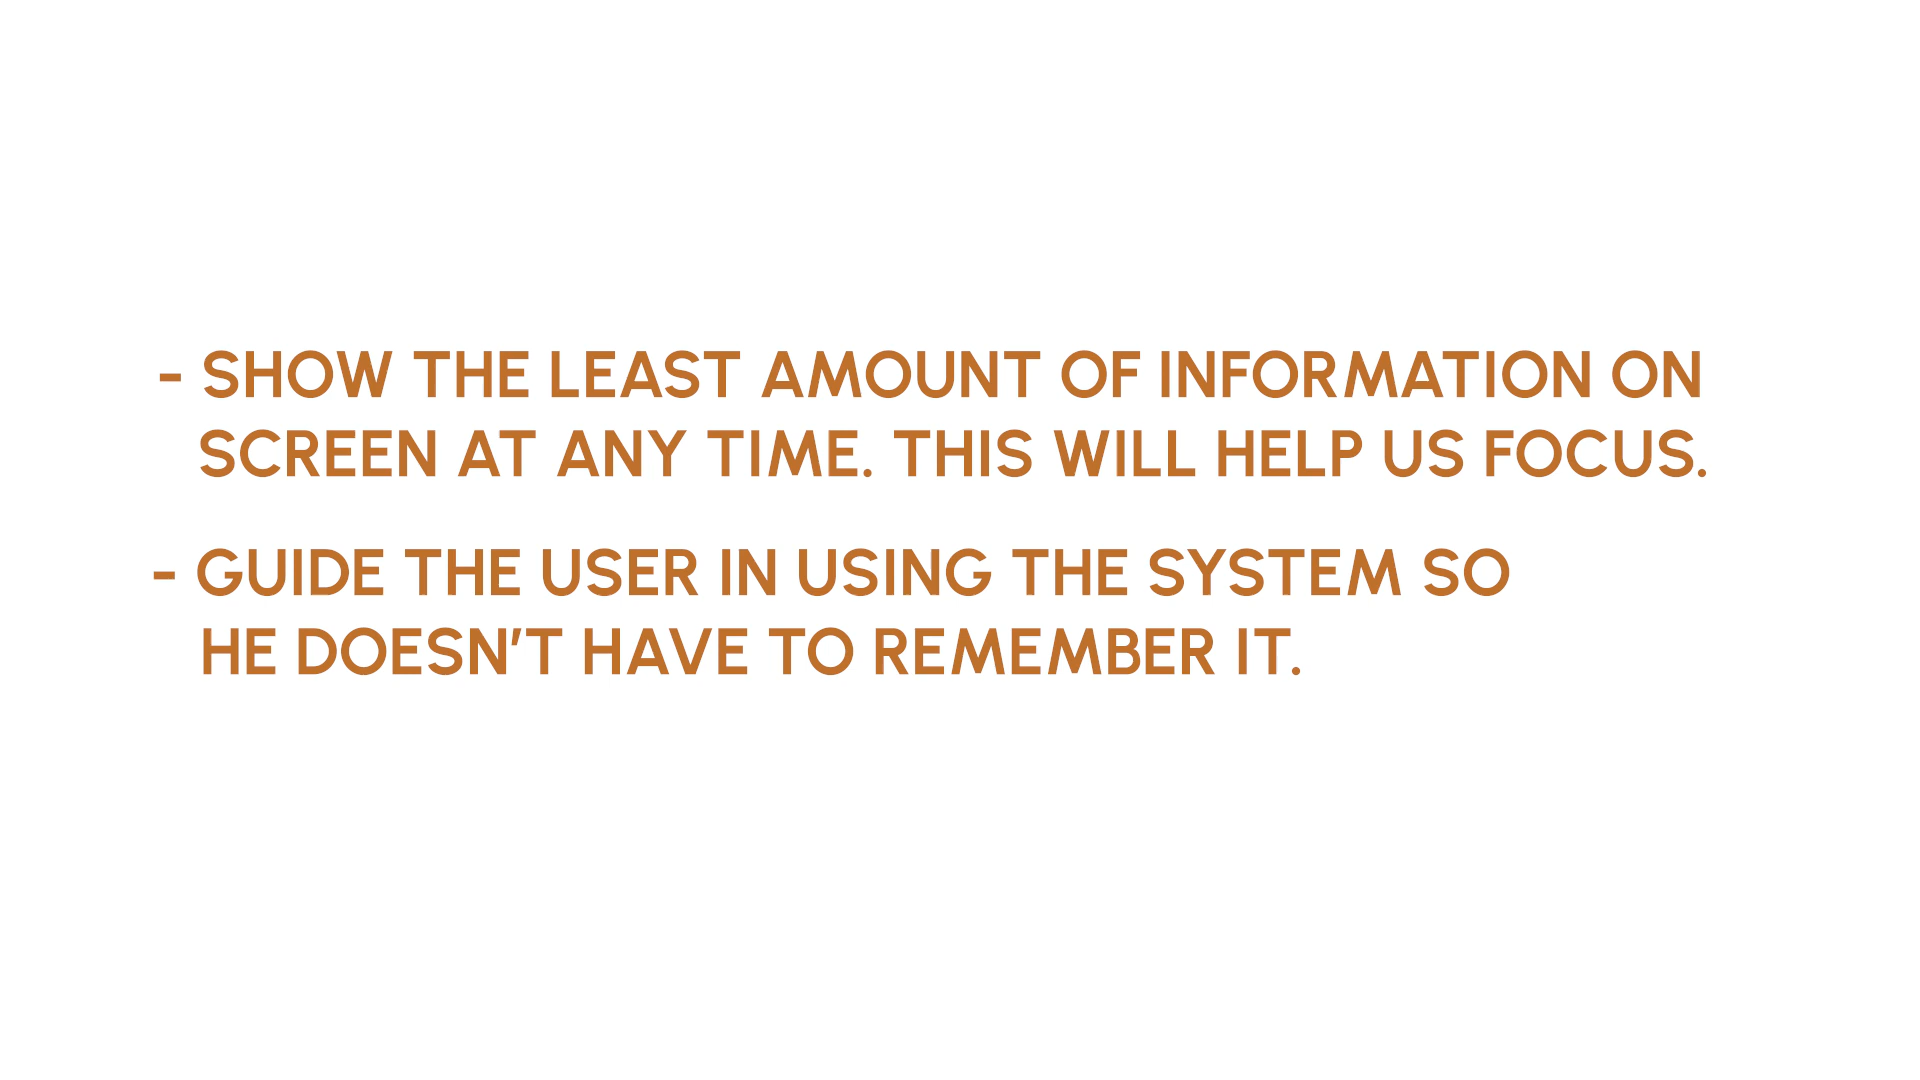 - SHOW THE LEAST AMOUNT OF INFORMATION ON
SCREEN AT ANY TIME. THIS WILL HELP US FOCUS.
- GUIDE THE USER IN USING THE SYSTEM SO
HE DOESN’T HAVE TO REMEMBER IT.